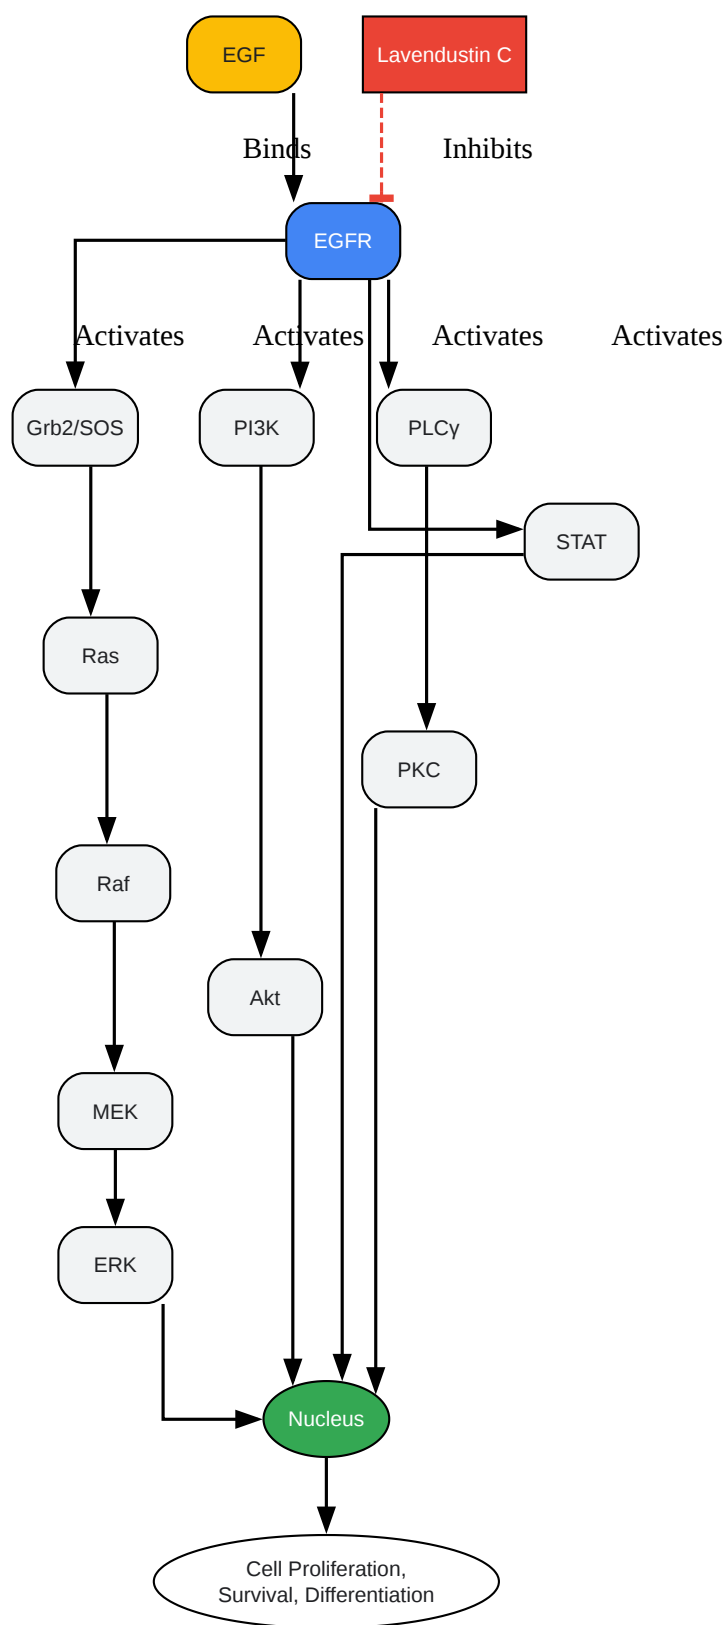 EGF
Lavendustin C
Binds
Inhibits
EGFR
Activates
Activates
Activates
Activates
Grb2/SOS
PI3K
PLCγ
STAT
Ras
PKC
Raf
Akt
MEK
ERK
Nucleus
Cell Proliferation,
Survival, Differentiation